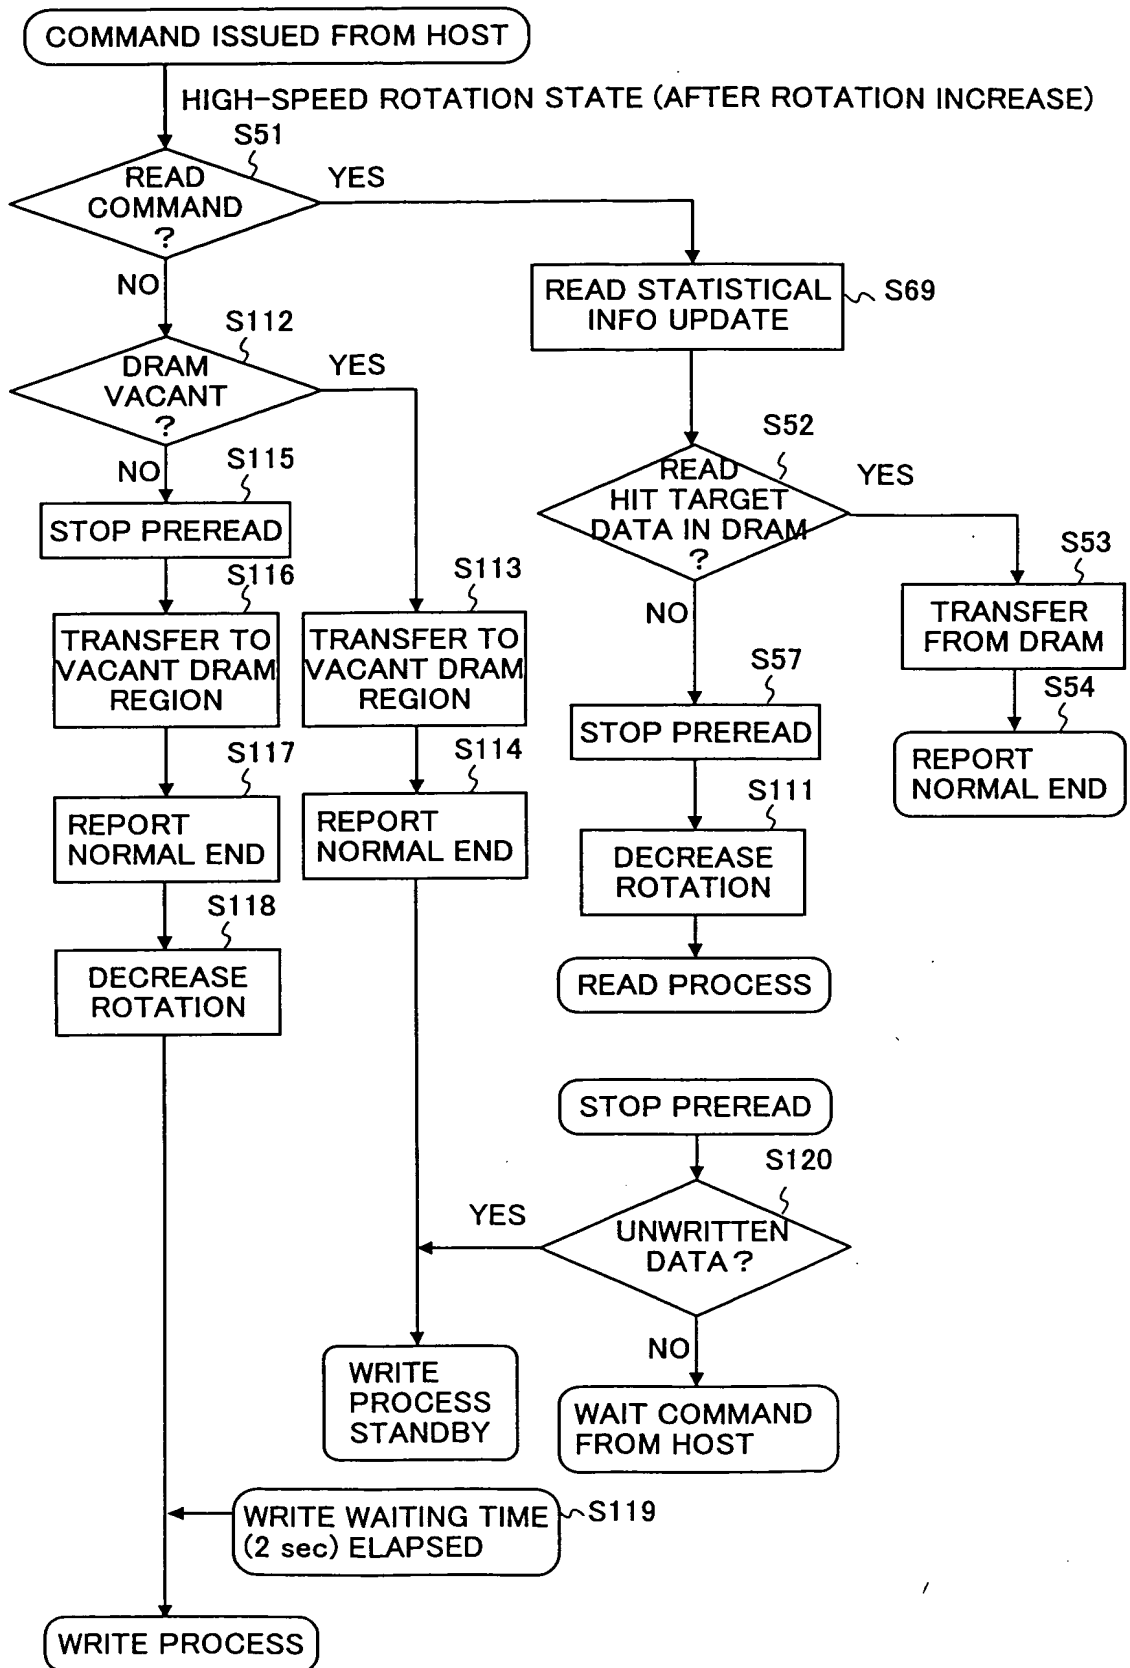 COMMAND ISSUED FROM HOST
HIGH-SPEED ROTATION STATE (AFTER ROTATION INCREASE)
S51
READ
COMMAND
?
YES
NO
READ STATISTICAL
INFO UPDATE
S69
S112
DRAM
VACANT
?
YES
NO
S52
READ
HIT TARGET
DATA IN DRAM
?
YES
NO
S115
STOP PREREAD
S116
TRANSFER TO
VACANT DRAM
REGION
S113
TRANSFER TO
VACANT DRAM
REGION
S53
TRANSFER
FROM DRAM
S57
STOP PREREAD
S54
REPORT
NORMAL END
S117
REPORT
NORMAL END
S114
REPORT
NORMAL END
S111
DECREASE
ROTATION
S118
DECREASE
ROTATION
READ PROCESS
STOP PREREAD
S120
UNWRITTEN
DATA?
YES
NO
WRITE
PROCESS
STANDBY
WAIT COMMAND
FROM HOST
WRITE WAITING TIME
(2 sec) ELAPSED
S119
WRITE PROCESS